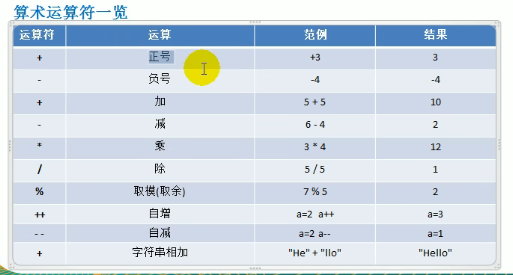 算术运算符一览
运算符 运算 范例 结果
+ 正号 +3 3
- 负号 -4 -4
+ 加 5 + 5 10
- 减 6 - 4 2
* 乘 3 * 4 12
/ 除 5 / 5 1
% 取模(取余) 7 % 5 2
++ 自增 a=2 a++ a=3
- - 自减 a=2 a-- a=1
+ 字符串相加 "He" + "llo" "Hello"